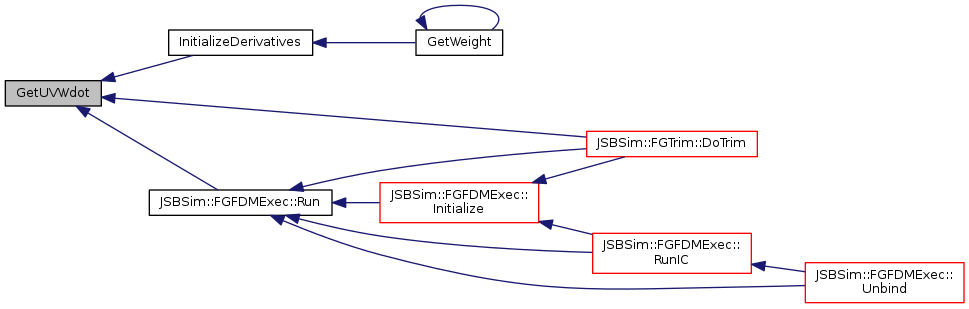 InitializeDerivatives
GetWeight
GetUVWdot
JSBSim::FGTrim::DoTrim
JSBSim::FGFDMExec::Run
JSBSim::FGFDMExec::
Initialize
JSBSim::FGFDMExec::
RunIC
JSBSim::FGFDMExec::
Unbind